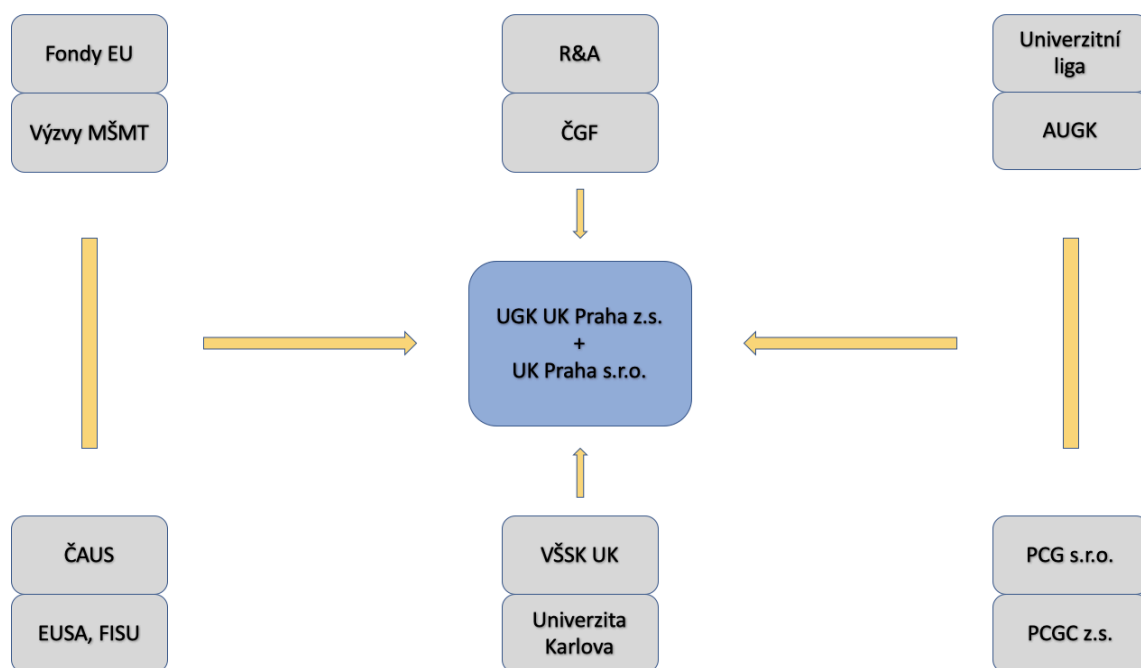 Fondy EU
Výzvy MŠMT
R&A
ČGF
Univerzitní
liga
AUGK
UGK UK Praha z.s.
+
UK Praha s.r.o.
ČAUS
EUSA, FISU
VŠSK UK
Univerzita
Karlova
PCG s.r.o.
PCGC z.s.